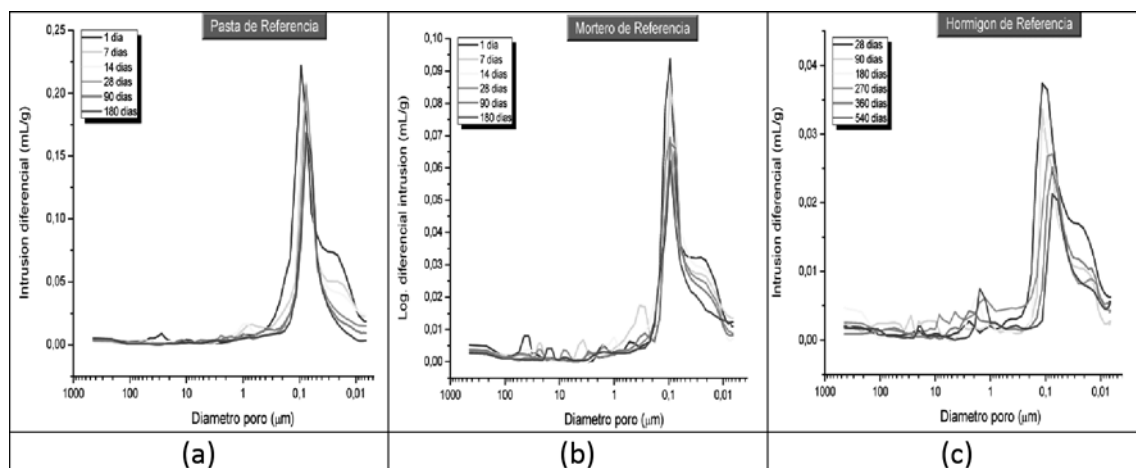 Pasta de Referencia
1 dia
7 dias
14 dias
28 dias
90 dias
180 dias
Intrusion diferencial (mL/g)
0,25
0,20
0,15
0,10
0,05
0,00
1000 100 10 1 0,1 0,01
Diametro poro (μm)
(a)
Mortero de Referencia
1 dia
7 dias
14 dias
28 dias
90 dias
180 dias
Log. diferencial intrusion (mL/g)
0,10
0,09
0,08
0,07
0,06
0,05
0,04
0,03
0,02
0,01
0,00
1000 100 10 1 0,1 0,01
Diametro poro (μm)
(b)
Hormigon de Referencia
28 dias
90 dias
180 dias
270 dias
360 dias
540 dias
Intrusion diferencial (mL/g)
0,04
0,03
0,02
0,01
0,00
1000 100 10 1 0,1 0,01
Diametro poro (μm)
(c)